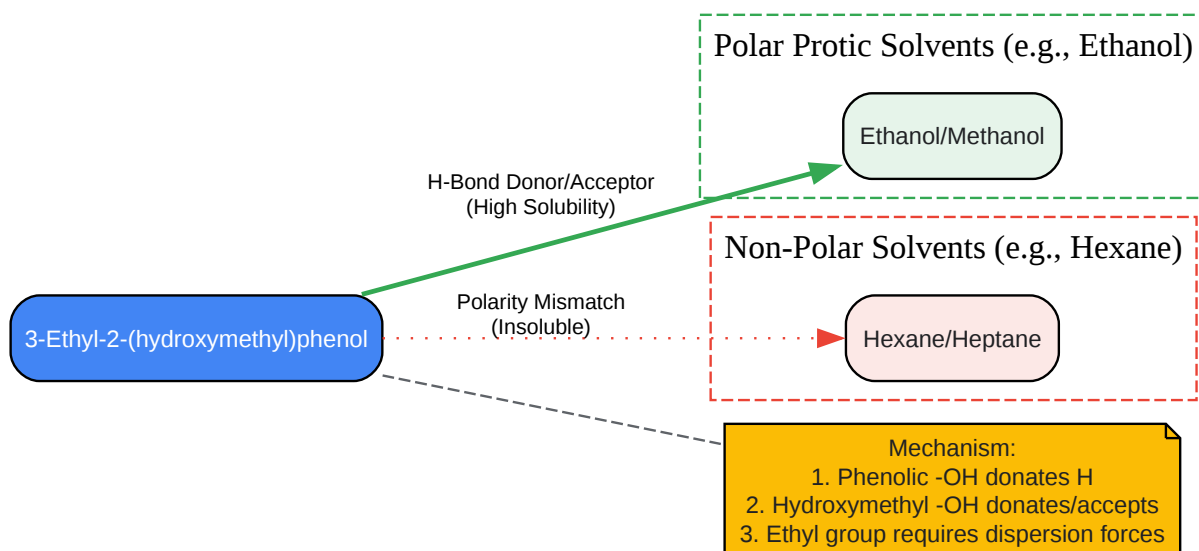 Polar Protic Solvents (e.g., Ethanol)
Ethanol/Methanol
H-Bond Donor/Acceptor
(High Solubility)
Non-Polar Solvents (e.g., Hexane)
Polarity Mismatch
(Insoluble)
3-Ethyl-2-(hydroxymethyl)phenol
Hexane/Heptane
Mechanism:
1. Phenolic -OH donates H
2. Hydroxymethyl -OH donates/accepts
3. Ethyl group requires dispersion forces